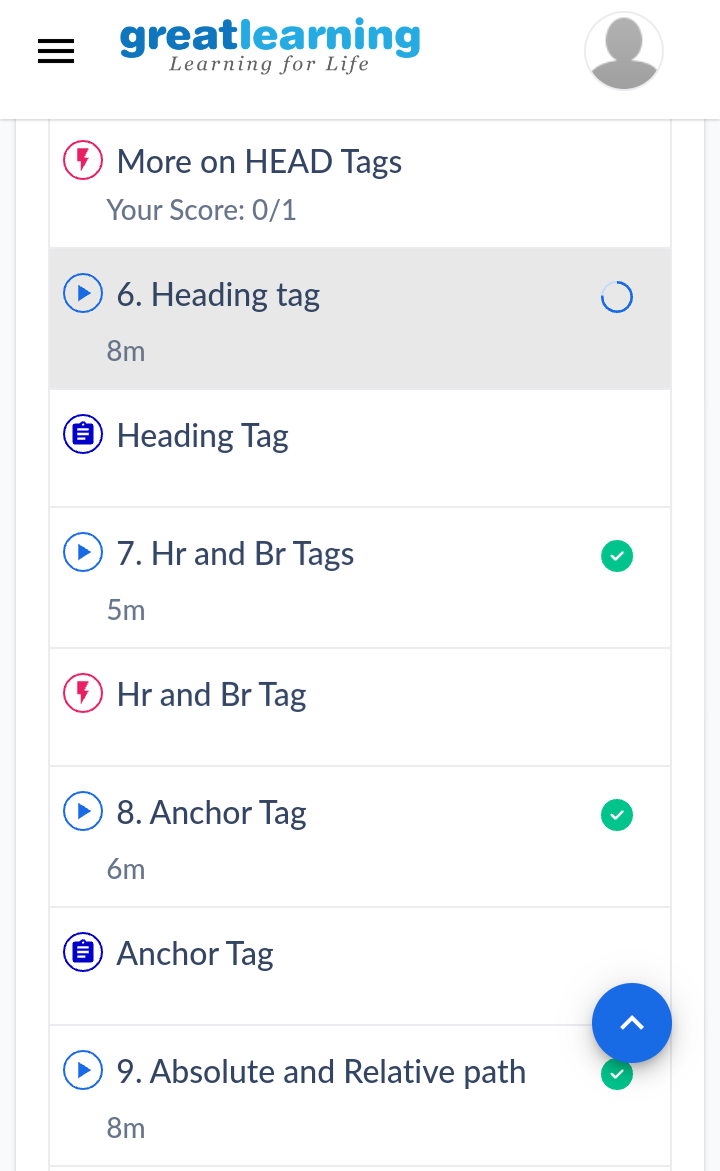 greatlearning
Learning for Life
More on HEAD Tags
Your Score: 0/1
6. Heading tag
8m
Heading Tag
7. Hr and Br Tags
5m
Hr and Br Tag
8. Anchor Tag
6m
Anchor Tag
9. Absolute and Relative path
8m